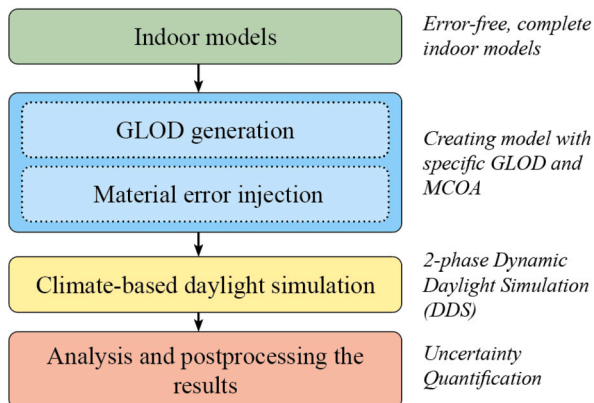 Indoor models
Error-free, complete
indoor models
GLOD generation
Material error injection
Creating model with
specific GLOD and
MCOA
Climate-based daylight simulation
2-phase Dynamic
Daylight Simulation
(DDS)
Analysis and postprocessing the
results
Uncertainty
Quantification